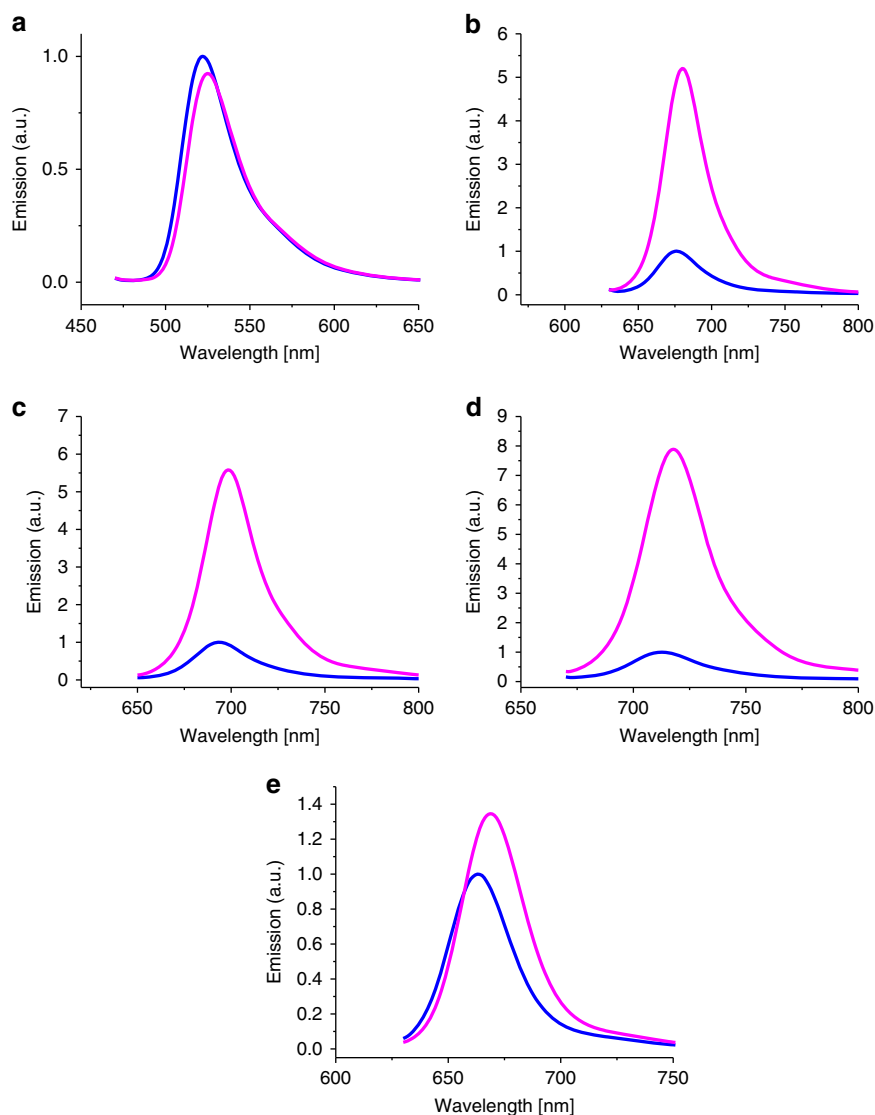 a
Emission (a.u.)
1.0
0.5
0.0
450 500 550 600 650
Wavelength [nm]
b
Emission (a.u.)
6
5
4
3
2
1
0
600 650 700 750 800
Wavelength [nm]
c
Emission (a.u.)
7
6
5
4
3
2
1
0
650 700 750 800
Wavelength [nm]
d
Emission (a.u.)
9
8
7
6
5
4
3
2
1
0
650 700 750 800
Wavelength [nm]
e
Emission (a.u.)
1.4
1.2
1.0
0.8
0.6
0.4
0.2
0.0
600 650 700 750
Wavelength [nm]